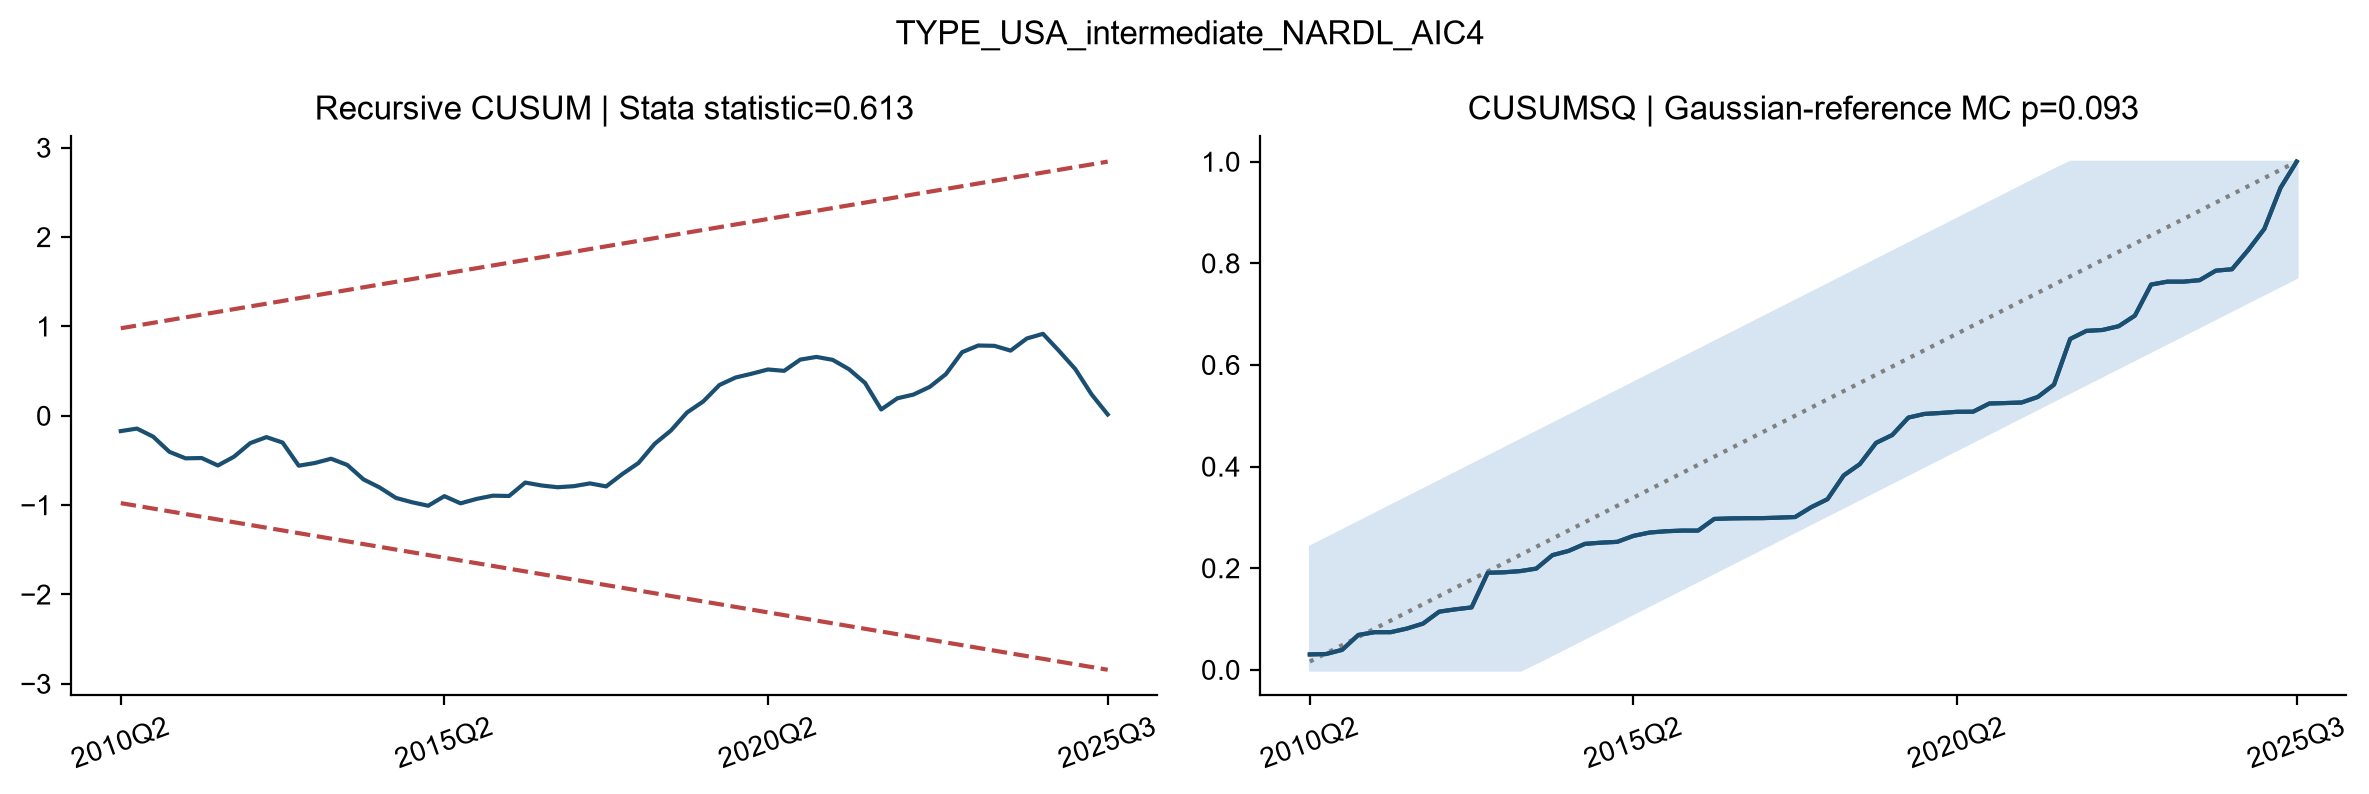 TYPE_USA_intermediate_NARDL_AIC4
Recursive CUSUM | Stata statistic=0.613
3
2
1
0
−1
−2
−3
2010Q2
2015Q2
2020Q2
2025Q3
CUSUMSQ | Gaussian-reference MC p=0.093
1.0
0.8
0.6
0.4
0.2
0.0
2010Q2
2015Q2
2020Q2
2025Q3